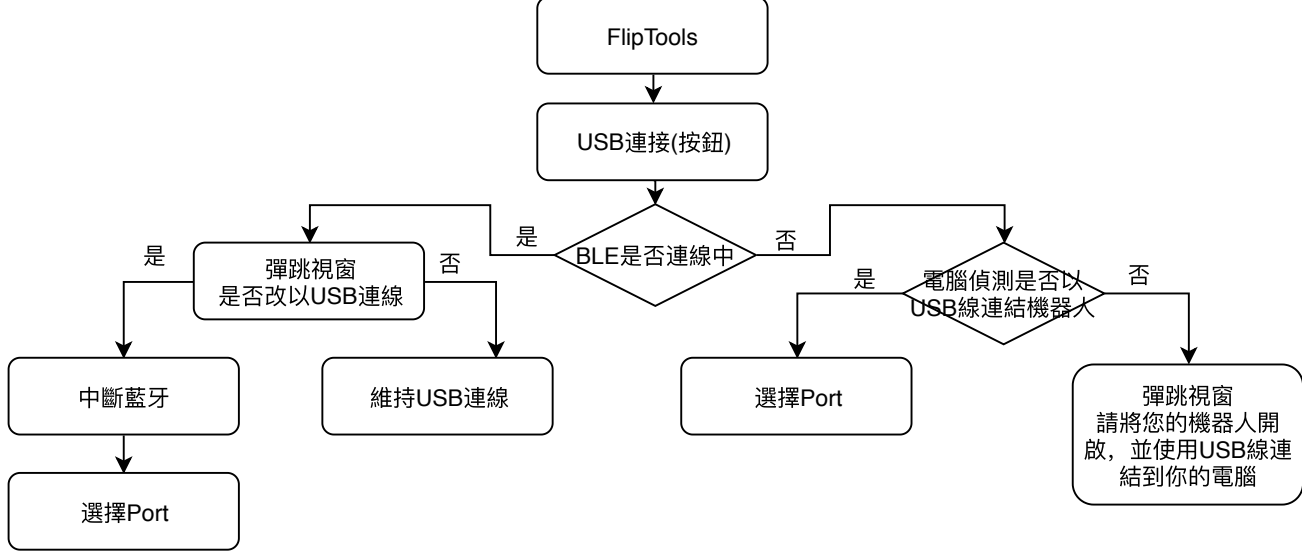 FlipTools
USB連接(按鈕)
BLE是否連線中
是
否
彈跳視窗
是否改以USB連線
是
否
電腦偵測是否以
USB線連結機器人
是
否
中斷藍牙
維持USB連線
選擇Port
彈跳視窗
請將您的機器人開
啟，並使用USB線連
結到你的電腦
選擇Port